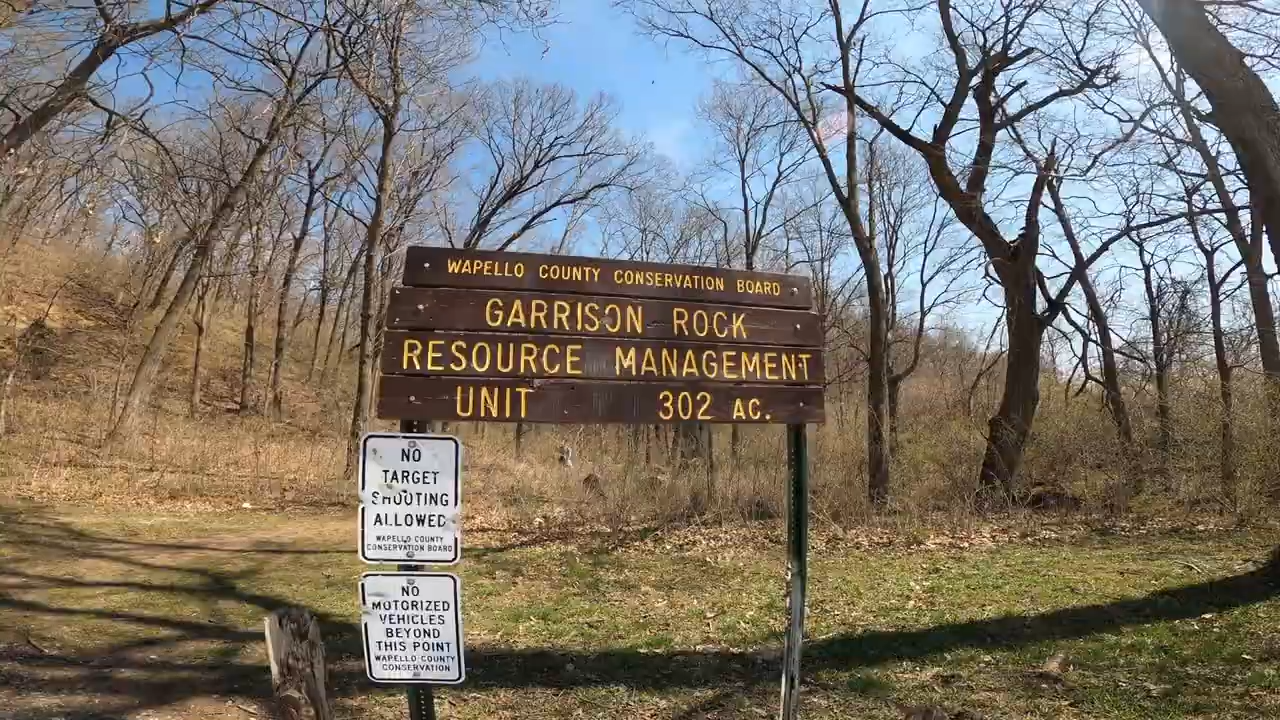 WAPELLO COUNTY CONSERVATION BOARD
GARRISON ROCK
RESOURCE MANAGEMENT
UNIT 302 AC.
NO
TARGET
SHOOTING
ALLOWED
WAPELLO COUNTY
CONSERVATION BOARD
NO
MOTORIZED
VEHICLES
BEYOND
THIS POINT
WAPELLO COUNTY
CONSERVATION